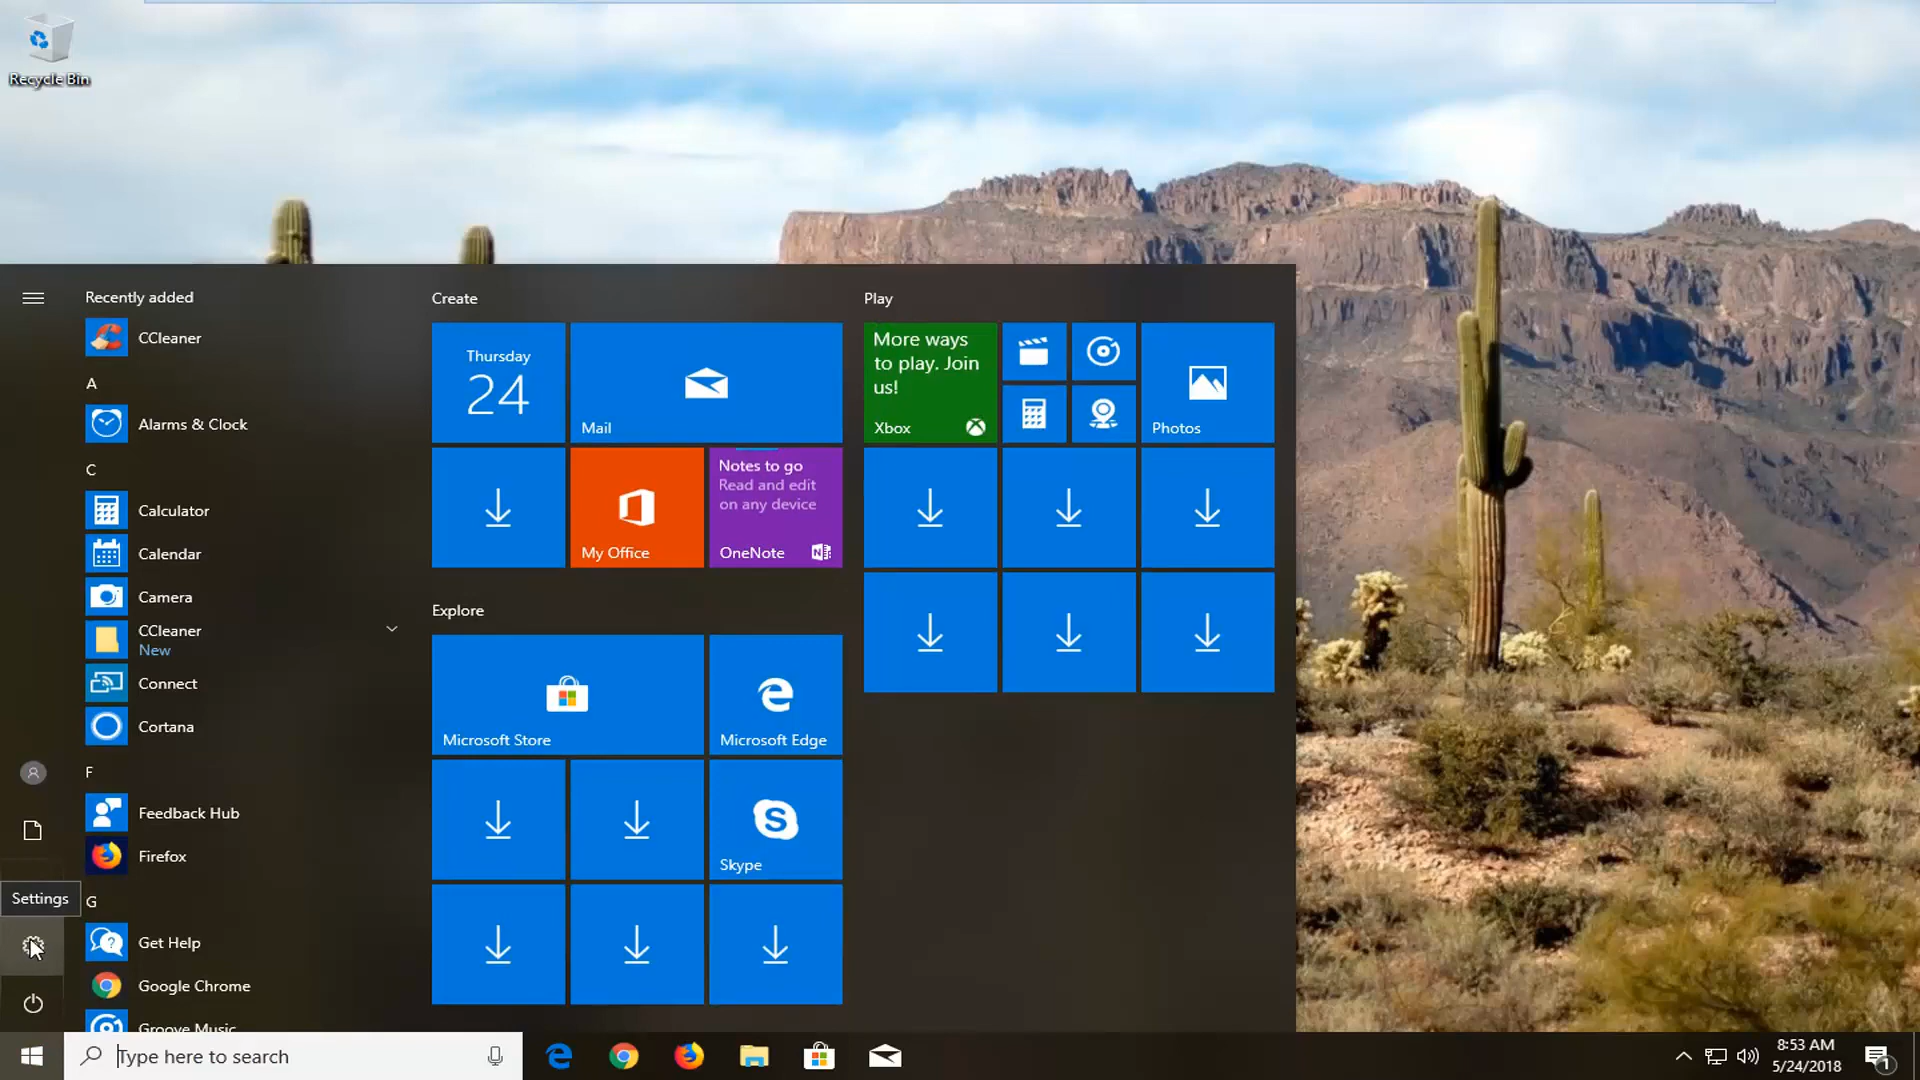 Recycle Bin
Recently added
CCleaner
A
Alarms & Clock
C
Calculator
Calendar
Camera
CCleaner
New
Connect
Cortana
F
Feedback Hub
Firefox
Settings
G
Get Help
Google Chrome
Groove Music
Create
Thursday
24
Mail
My Office
Notes to go
Read and edit
on any device
OneNote
Explore
Microsoft Store
Microsoft Edge
Skype
Play
More ways
to play. Join
us!
Xbox
Photos
Type here to search
8:53 AM
5/24/2018
1